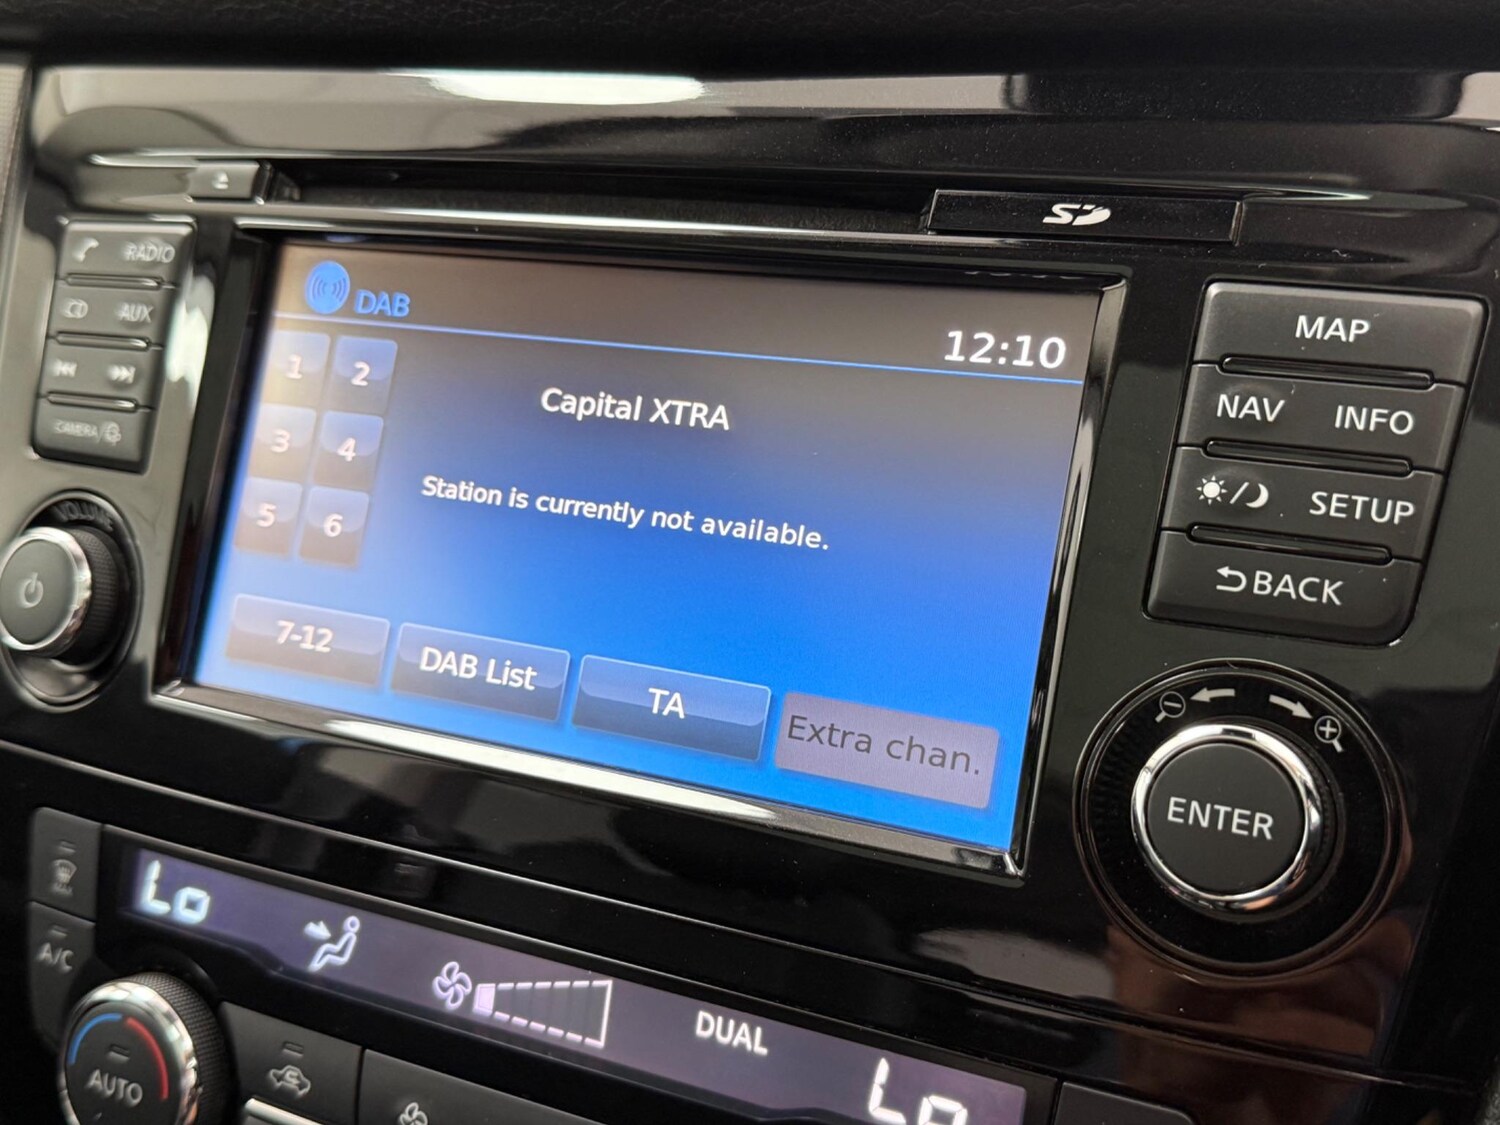 SD
RADIO
CD AUX
CAMERA/
VOLUME
DAB
12:10
1 2
3 4
5 6
Capital XTRA
Station is currently not available.
7-12
DAB List
TA
Extra chan.
MAP
NAV INFO
SETUP
BACK
ENTER
Lo
DUAL
Lo
A/C
AUTO